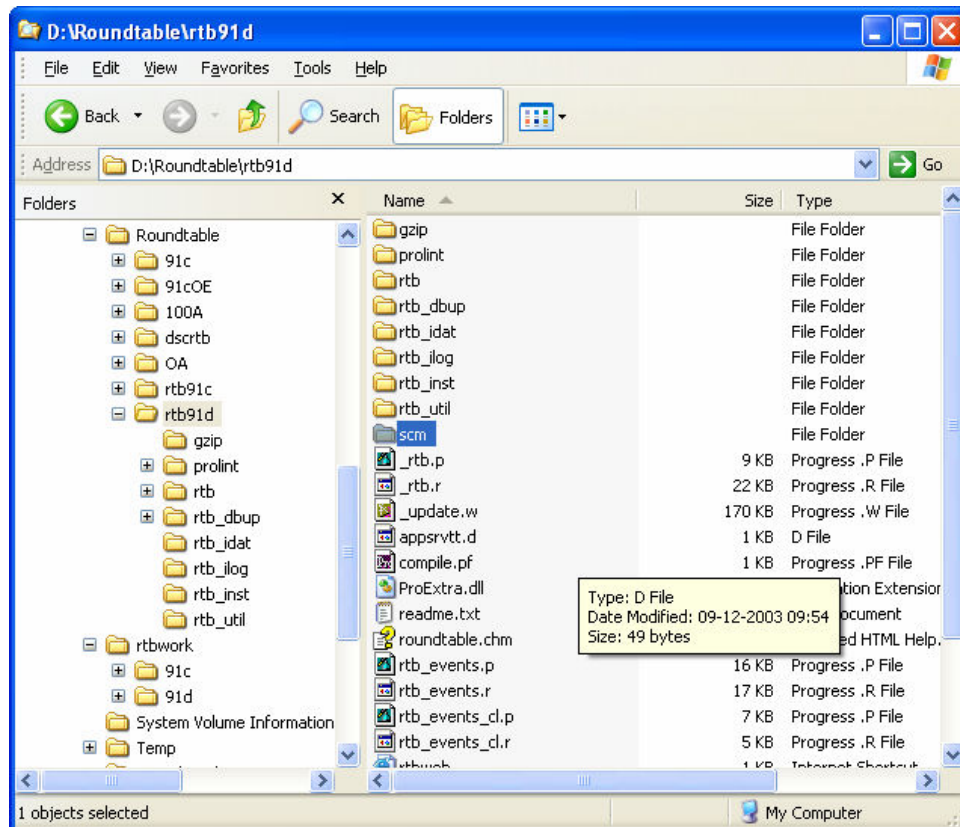 D:\Roundtable\rtb91d
File Edit View Favorites Tools Help
Back Search Folders
Address D:\Roundtable\rtb91d Go
Folders
Roundtable
91c
91cOE
100A
dscrtb
OA
rtb91c
rtb91d
gzip
prolint
rtb
rtb_dbup
rtb_idat
rtb_ilog
rtb_inst
rtb_util
rtbwork
91c
91d
System Volume Information
Temp
Name Size Type
gzip File Folder
prolint File Folder
rtb File Folder
rtb_dbup File Folder
rtb_idat File Folder
rtb_ilog File Folder
rtb_inst File Folder
rtb_util File Folder
scm File Folder
_rtb.p 9 KB Progress .P File
_rtb.r 22 KB Progress .R File
_update.w 170 KB Progress .W File
appsrvtt.d 1 KB D File
compile.pf 1 KB Progress .PF File
ProExtra.dll
readme.txt
roundtable.chm ed HTML Help.
Type: D File
Date Modified: 09-12-2003 09:54
Size: 49 bytes
rtb_events.p 16 KB Progress .P File
rtb_events.r 17 KB Progress .R File
rtb_events_cl.p 7 KB Progress .P File
rtb_events_cl.r 5 KB Progress .R File
1 KB Internet Shortcut
1 objects selected My Computer